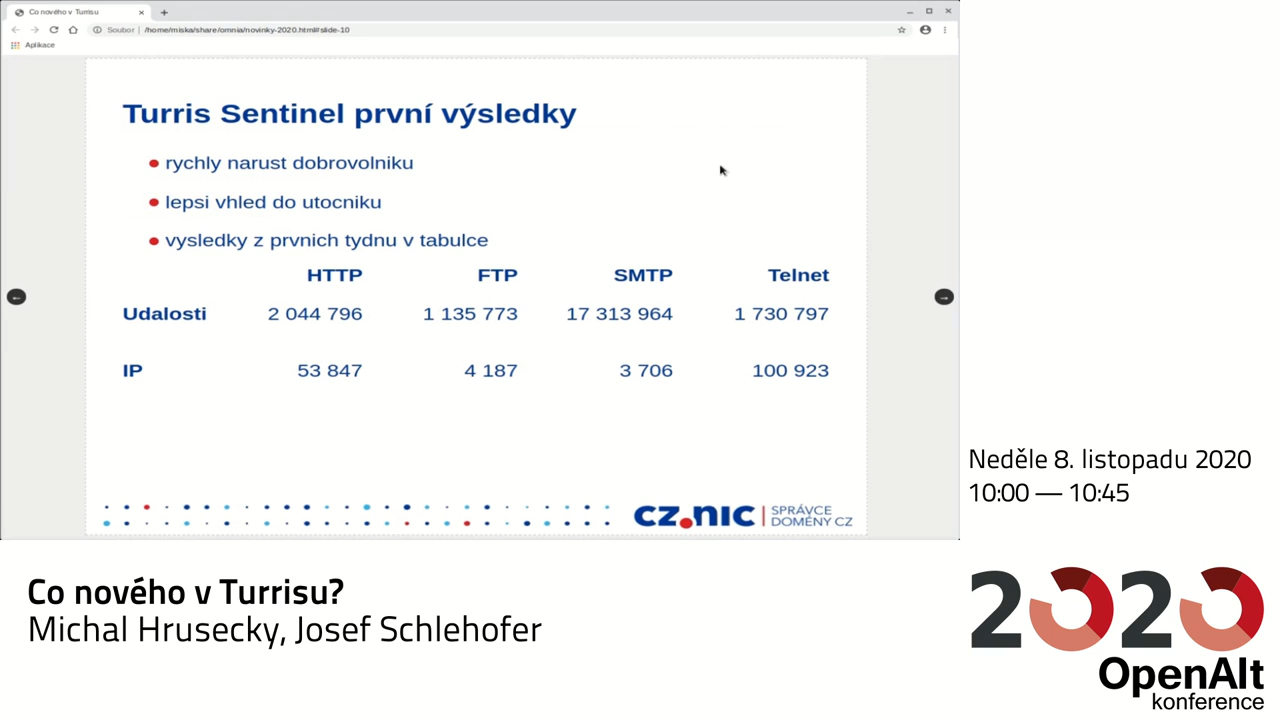 Co nového v Turrisu
Soubor | /home/miska/share/omnia/novinky-2020.html#slide-10
Aplikace
Turris Sentinel první výsledky
rychly narust dobrovolniku
lepsi vhled do utocniku
vysledky z prvnich tydnu v tabulce
HTTP FTP SMTP Telnet
Udalosti 2 044 796 1 135 773 17 313 964 1 730 797
IP 53 847 4 187 3 706 100 923
cz.nic | SPRÁVCE
DOMÉNY CZ
Neděle 8. listopadu 2020
10:00 — 10:45
Co nového v Turrisu?
Michal Hrusecky, Josef Schlehofer
2020
OpenAlt
konference